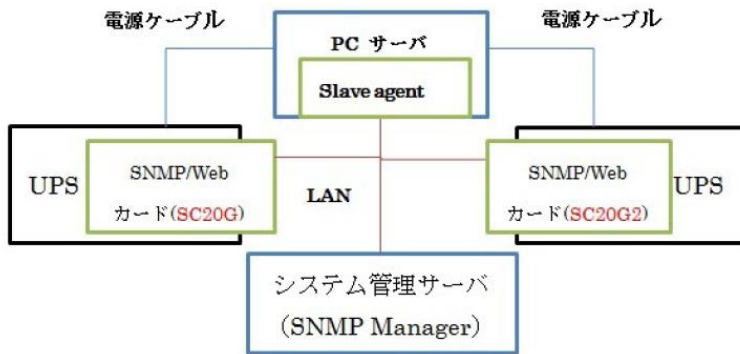 電源ケーブル
電源ケーブル
PC サーバ
Slave agent
UPS
SNMP/Web
カード(SC20G)
LAN
SNMP/Web
カード(SC20G2)
UPS
システム管理サーバ
（SNMP Manager）